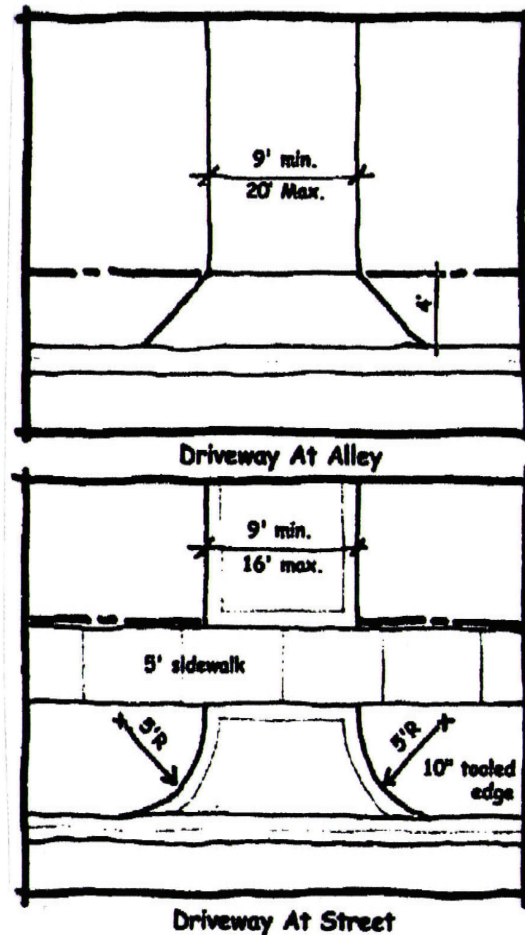 9' min.
20' Max.
4'
Driveway At Alley
9' min.
16' max.
5' sidewalk
5'R
5'R
10" tooled
edge
Driveway At Street